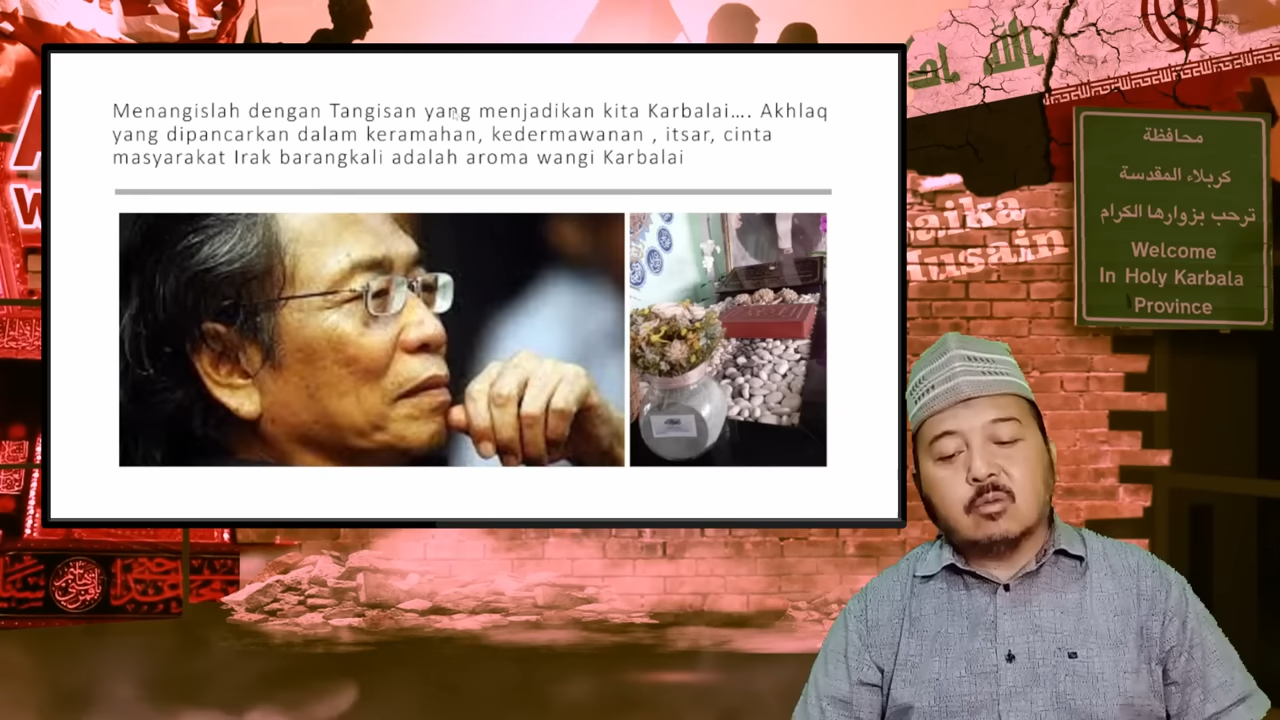 Menangislah dengan Tangisan yang menjadikan kita Karbalai.... Akhlaq
yang dipancarkan dalam keramahan, kedermawanan , itsar, cinta
masyarakat Irak barangkali adalah aroma wangi Karbalai
محافظة
كربلاء المقدسة
ترحب بزوارها الكرام
Welcome
In Holy Karbala
Province
aika
Husain